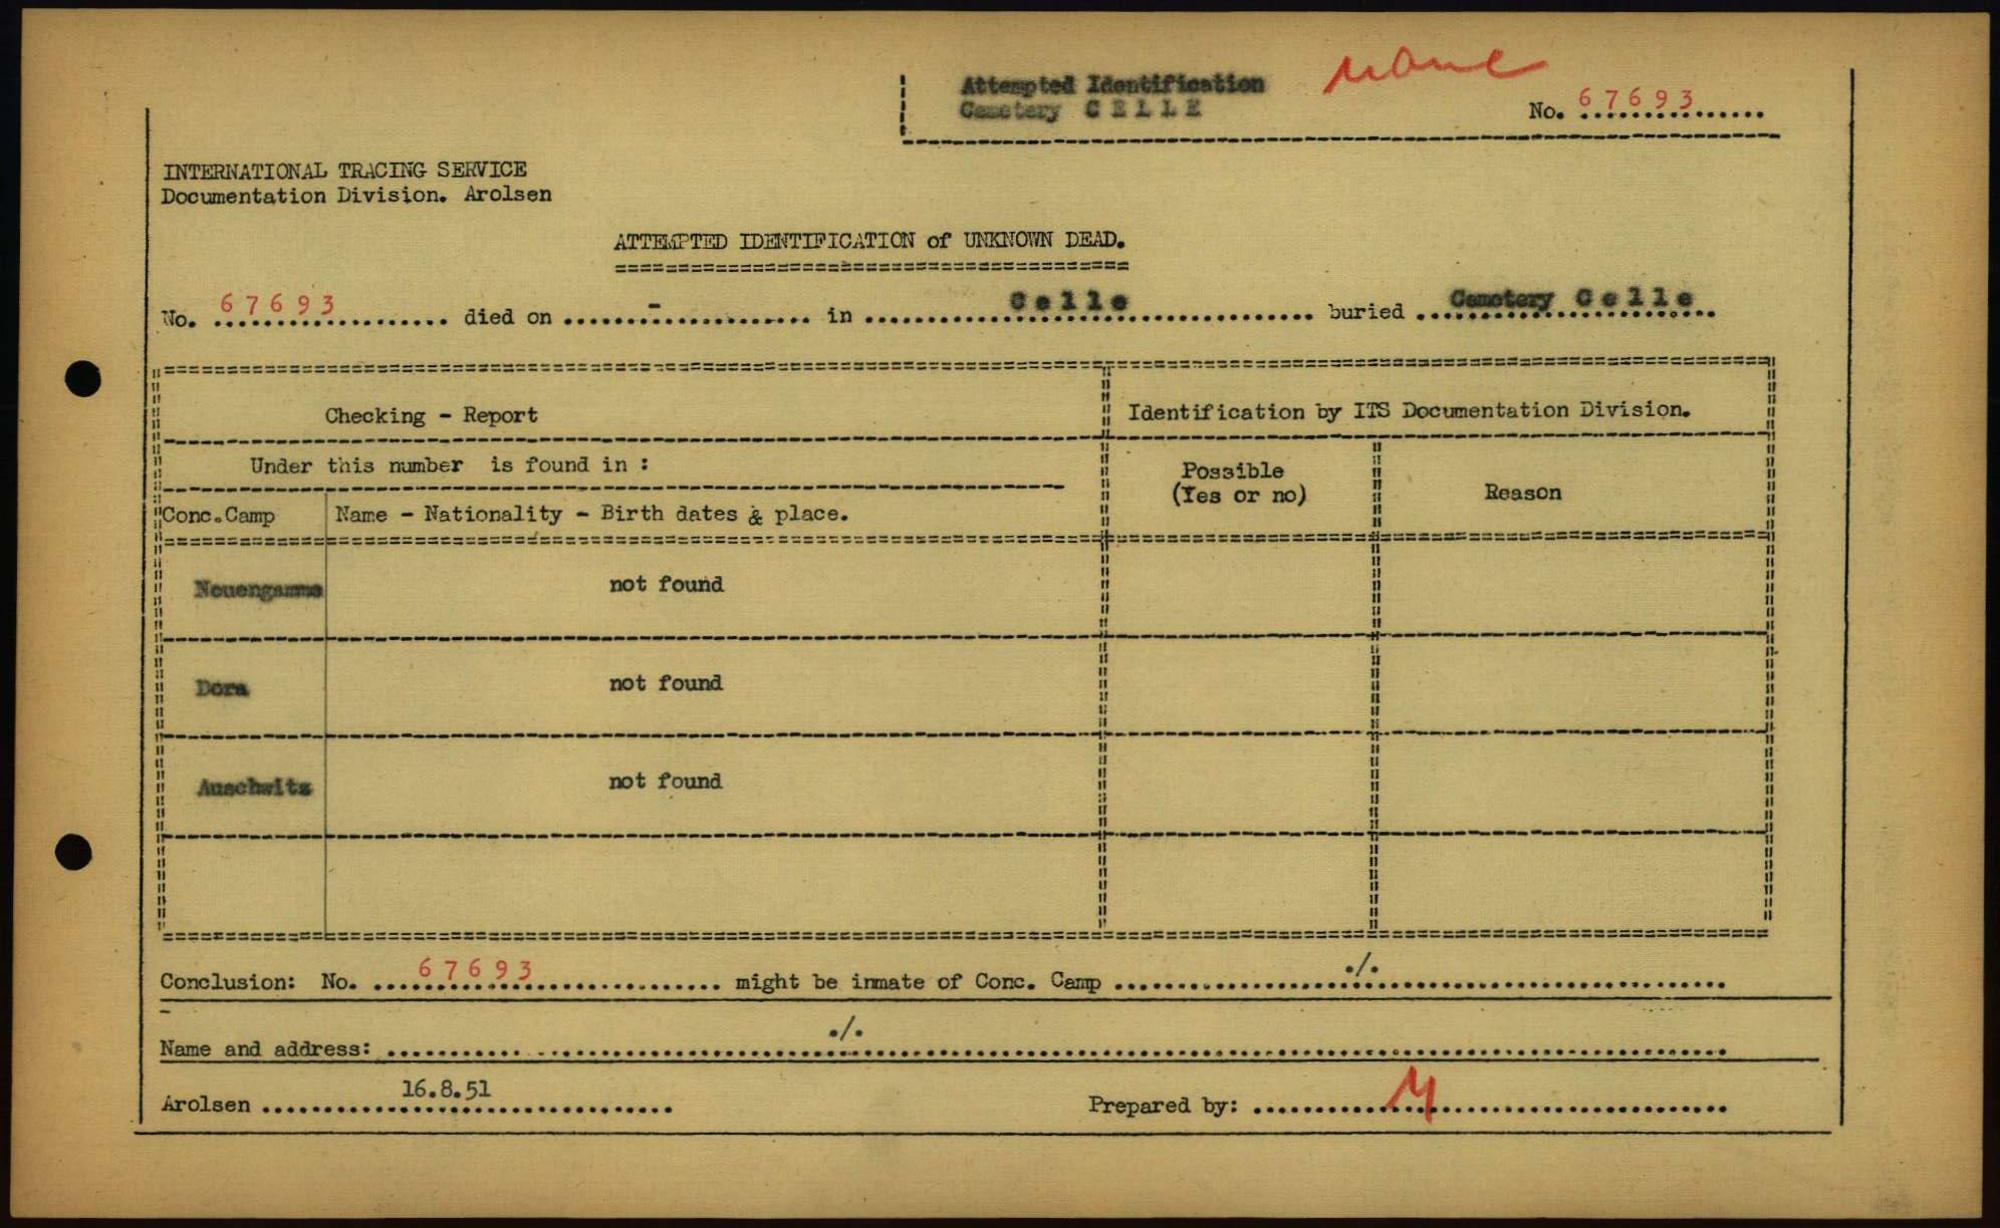 Attempted Identification none
Cemetery CELLE No. 67693
INTERNATIONAL TRACING SERVICE
Documentation Division. Arolsen
ATTEMPTED IDENTIFICATION of UNKNOWN DEAD.
No. 67693 died on - in Celle buried Cemetery Celle
Checking - Report Identification by ITS Documentation Division.
Under this number is found in :
Possible
(Yes or no) Reason
Conc.Camp Name - Nationality - Birth dates & place.
Neuengamme not found
Dora not found
Auschwitz not found
Conclusion: No. 67693 might be inmate of Conc. Camp ./.
Name and address: ./.
Arolsen 16.8.51 Prepared by: M